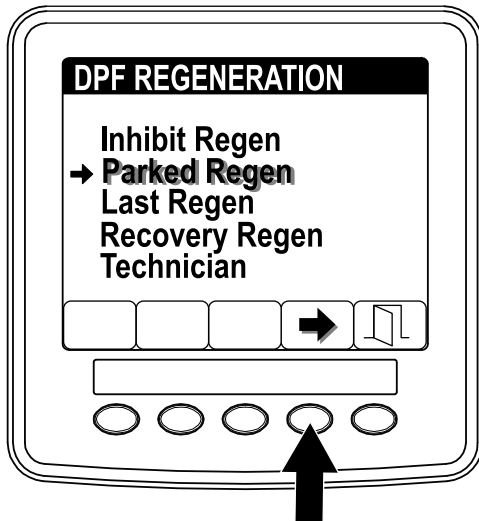 DPF REGENERATION
Inhibit Regen
Parked Regen
Last Regen
Recovery Regen
Technician